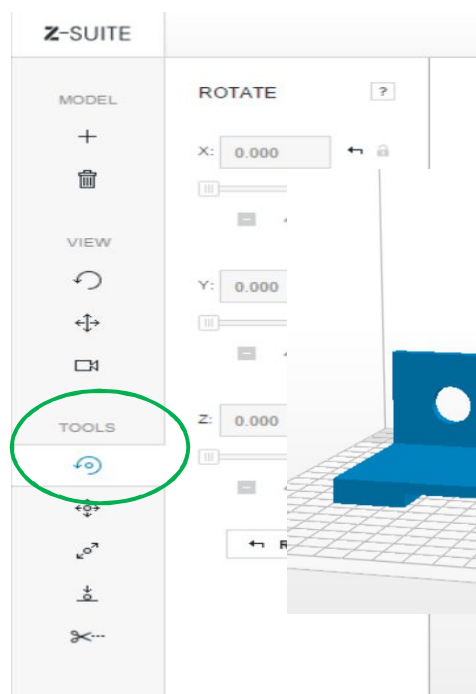 Z-SUITE
MODEL
VIEW
TOOLS
ROTATE ?
X: 0.000
Y: 0.000
Z: 0.000